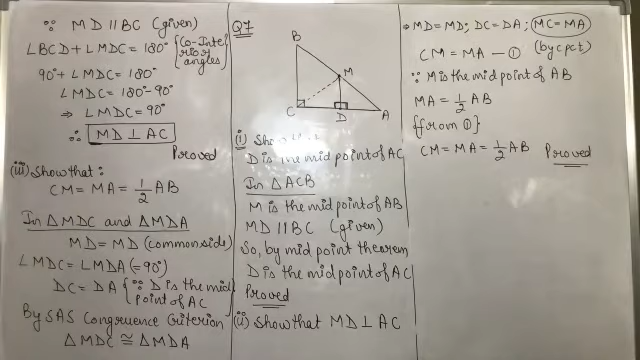 ∵ MD ∥ BC (given)
∠BCD + ∠MDC = 180° {Co-Interior angles}
90° + ∠MDC = 180°
∠MDC = 180° - 90°
⇒ ∠MDC = 90°
∴ MD ⊥ AC
Proved
(iii) Show that :
CM = MA = 1/2 AB
In ΔMDC and ΔMDA
MD = MD (common side)
∠MDC = ∠MDA (= 90°)
DC = DA {∵ D is the mid point of AC
By SAS Congruence Criterion
ΔMDC ≅ ΔMDA
Q7
B
M
C
D
A
(i) Show that
D is the mid point of AC
In ΔACB
M is the mid point of AB
MD ∥ BC (given)
So, by mid point theorem
D is the mid point of AC
Proved
(ii) Show that MD ⊥ AC
⇒ MD = MD ; DC = DA ; MC = MA
CM = MA — ① (by cpct)
∵ M is the mid point of AB
MA = 1/2 AB
{from ①}
CM = MA = 1/2 AB Proved